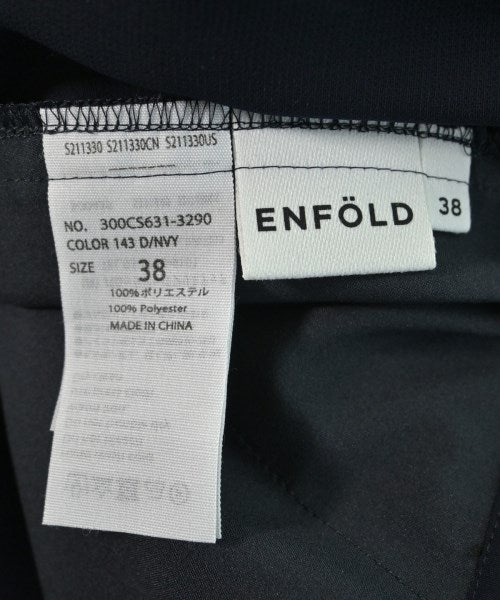 S211330 S211330CN S211330US
NO. 300CS631-3290
COLOR 143 D/NVY
SIZE 38
100%ポリエステル
100% Polyester
MADE IN CHINA
ENFÖLD
38